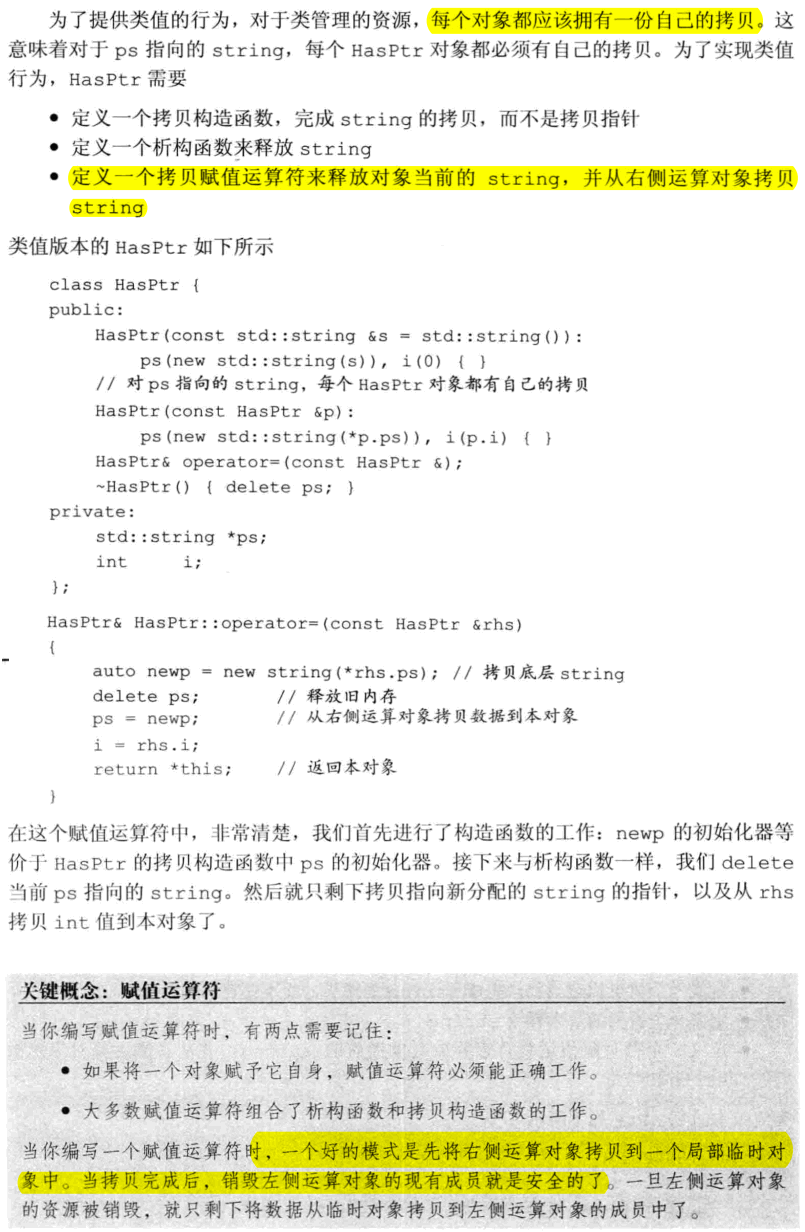 为了提供类值的行为，对于类管理的资源，每个对象都应该拥有一份自己的拷贝。这
意味着对于 ps 指向的 string，每个 HasPtr 对象都必须有自己的拷贝。为了实现类值
行为，HasPtr 需要
• 定义一个拷贝构造函数，完成 string 的拷贝，而不是拷贝指针
• 定义一个析构函数来释放 string
• 定义一个拷贝赋值运算符来释放对象当前的 string，并从右侧运算对象拷贝
string
类值版本的 HasPtr 如下所示
class HasPtr {
public:
HasPtr(const std::string &s = std::string()):
ps(new std::string(s)), i(0) { }
// 对 ps 指向的 string，每个 HasPtr 对象都有自己的拷贝
HasPtr(const HasPtr &p):
ps(new std::string(*p.ps)), i(p.i) { }
HasPtr& operator=(const HasPtr &);
~HasPtr() { delete ps; }
private:
std::string *ps;
int i;
};
HasPtr& HasPtr::operator=(const HasPtr &rhs)
{
auto newp = new string(*rhs.ps); // 拷贝底层 string
delete ps; // 释放旧内存
ps = newp; // 从右侧运算对象拷贝数据到本对象
i = rhs.i;
return *this; // 返回本对象
}
在这个赋值运算符中，非常清楚，我们首先进行了构造函数的工作：newp 的初始化器等
价于 HasPtr 的拷贝构造函数中 ps 的初始化器。接下来与析构函数一样，我们 delete
当前 ps 指向的 string。然后就只剩下拷贝指向新分配的 string 的指针，以及从 rhs
拷贝 int 值到本对象了。
关键概念：赋值运算符
当你编写赋值运算符时，有两点需要记住：
• 如果将一个对象赋予它自身，赋值运算符必须能正确工作。
• 大多数赋值运算符组合了析构函数和拷贝构造函数的工作。
当你编写一个赋值运算符时，一个好的模式是先将右侧运算对象拷贝到一个局部临时对
象中。当拷贝完成后，销毁左侧运算对象的现有成员就是安全的了。一旦左侧运算对象
的资源被销毁，就只剩下将数据从临时对象拷贝到左侧运算对象的成员中了。